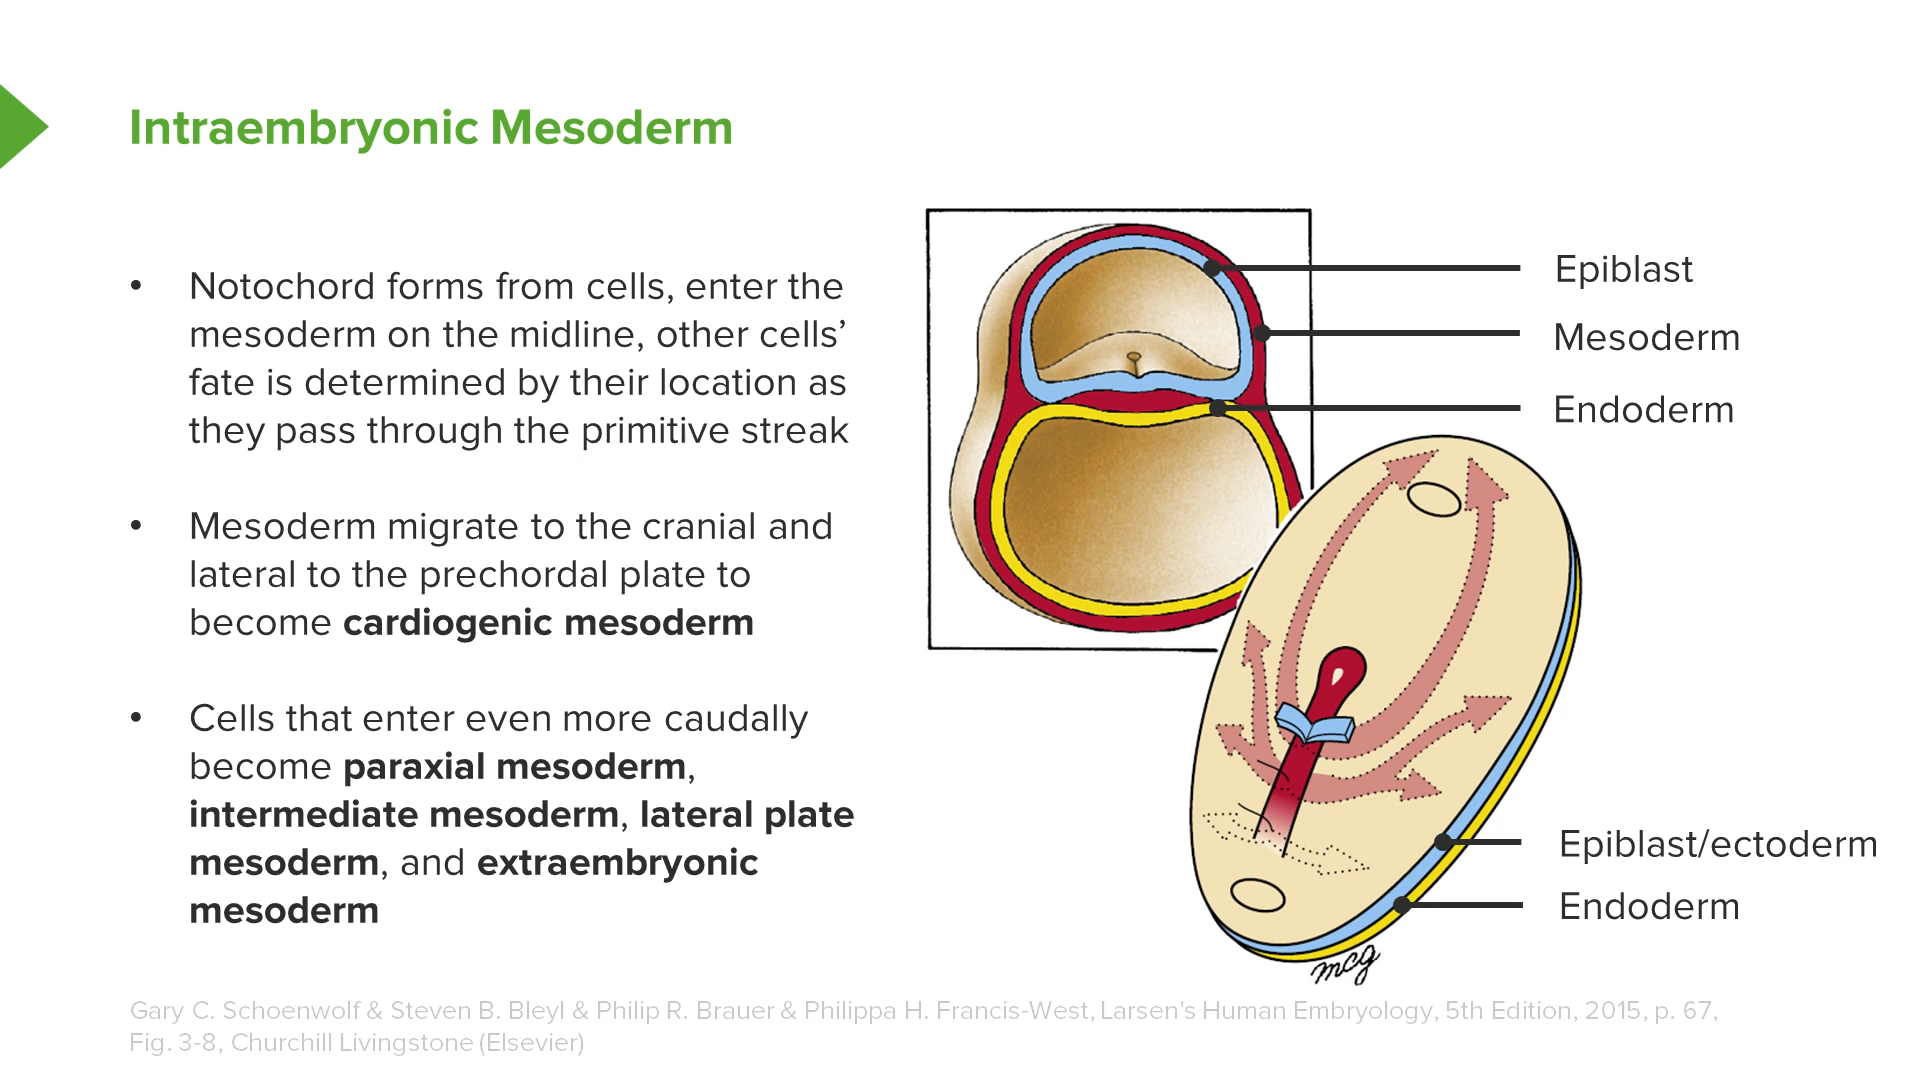 Intraembryonic Mesoderm
• Notochord forms from cells, enter the
mesoderm on the midline, other cells’
fate is determined by their location as
they pass through the primitive streak
• Mesoderm migrate to the cranial and
lateral to the prechordal plate to
become cardiogenic mesoderm
• Cells that enter even more caudally
become paraxial mesoderm,
intermediate mesoderm, lateral plate
mesoderm, and extraembryonic
mesoderm
Epiblast
Mesoderm
Endoderm
Epiblast/ectoderm
Endoderm
mcg
Gary C. Schoenwolf & Steven B. Bleyl & Philip R. Brauer & Philippa H. Francis-West, Larsen's Human Embryology, 5th Edition, 2015, p. 67,
Fig. 3-8, Churchill Livingstone (Elsevier)